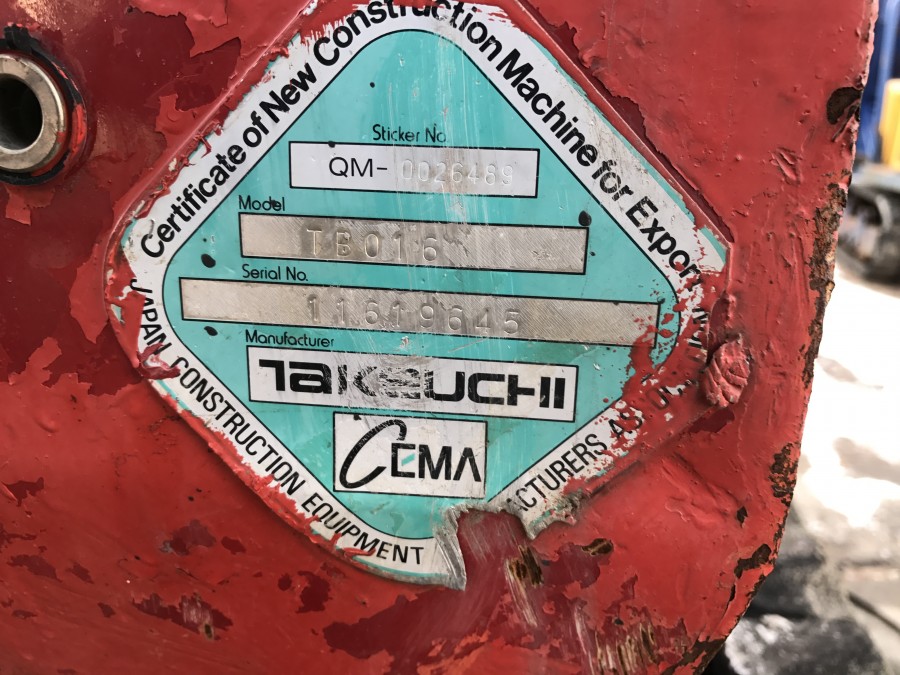 Certificate of New Construction Machine for Export
Sticker No.
QM-0026489
Model
TB016
Serial No.
11619645
Manufacturer
TAKEUCHI
CEMA
JAPAN CONSTRUCTION EQUIPMENT
ACTURERS AS